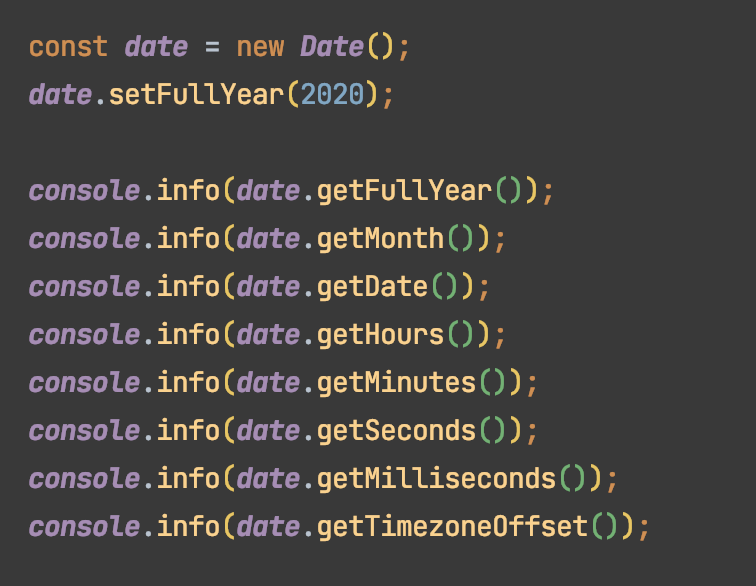 const date = new Date();
date.setFullYear(2020);

console.info(date.getFullYear());
console.info(date.getMonth());
console.info(date.getDate());
console.info(date.getHours());
console.info(date.getMinutes());
console.info(date.getSeconds());
console.info(date.getMilliseconds());
console.info(date.getTimezoneOffset());